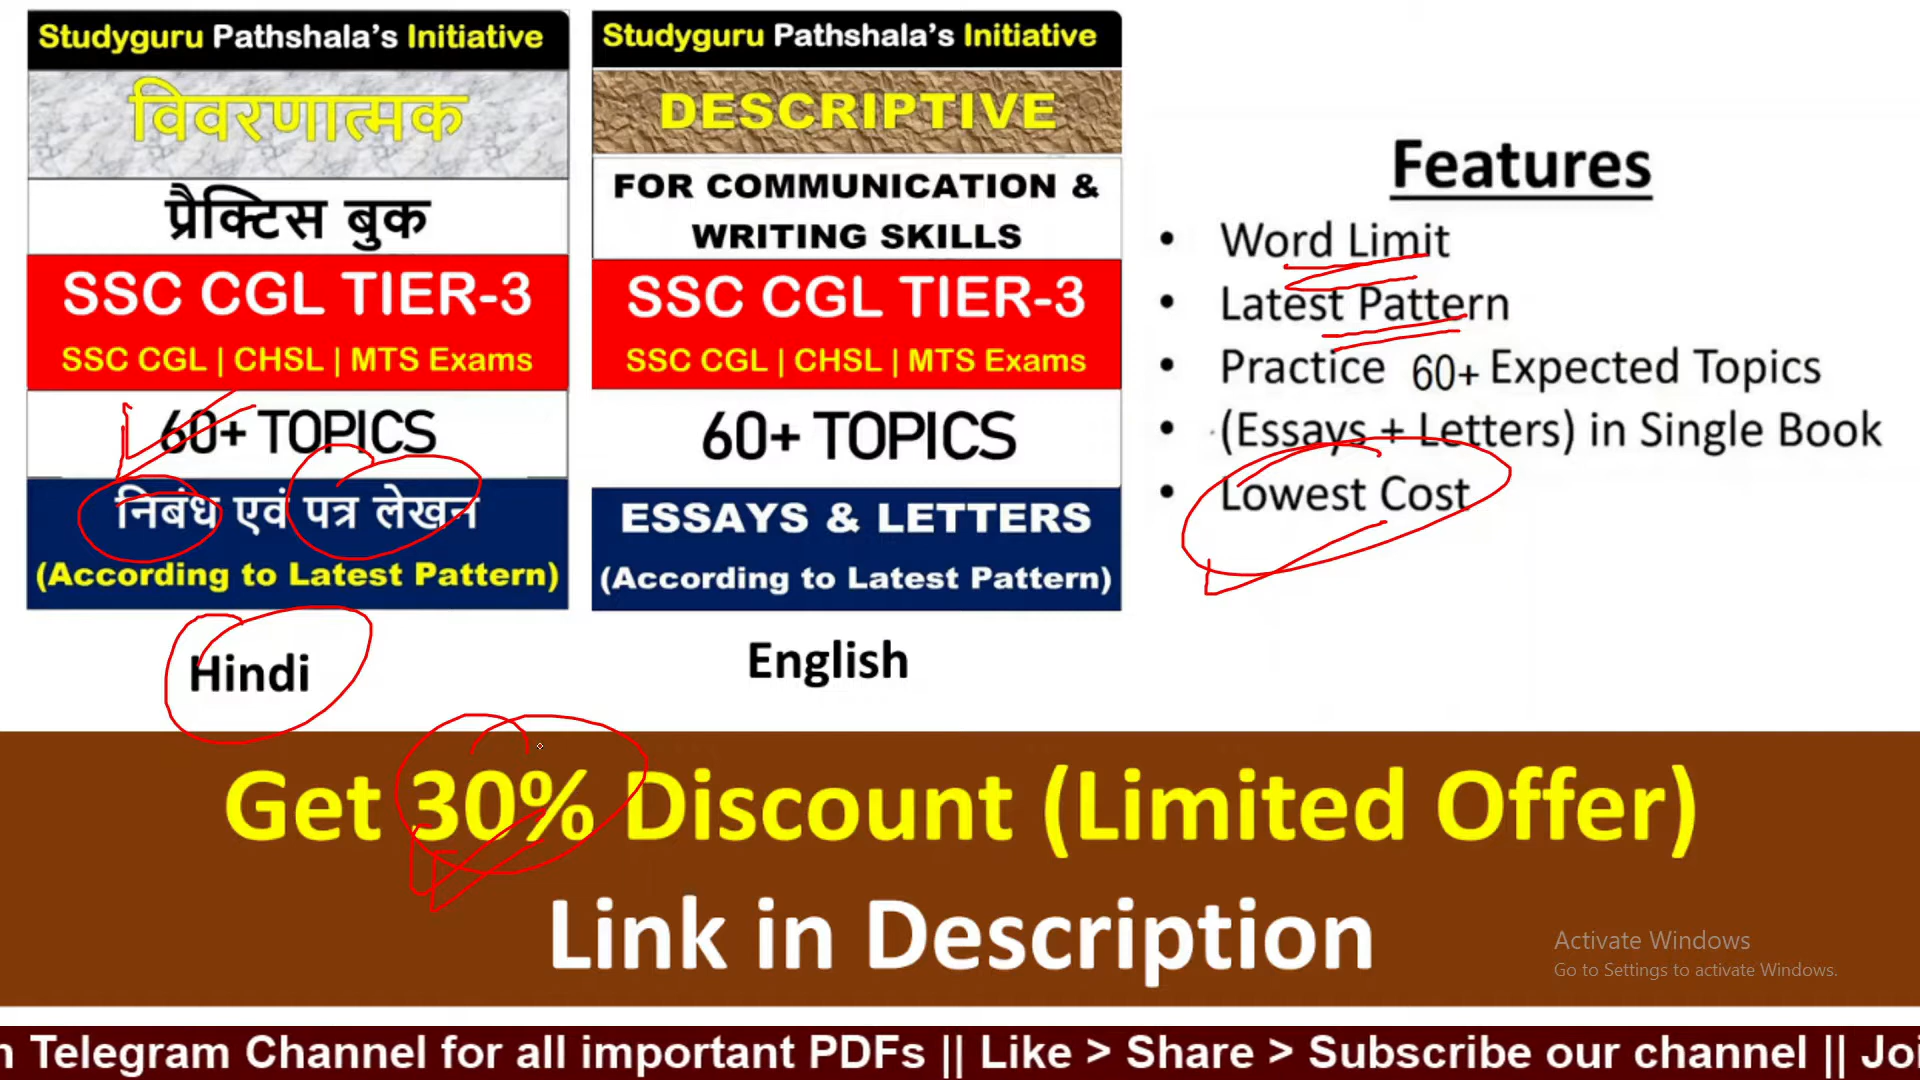 Studyguru Pathshala's Initiative
विवरणात्मक
प्रैक्टिस बुक
SSC CGL TIER-3
SSC CGL | CHSL | MTS Exams
60+ TOPICS
निबंध एवं पत्र लेखन
(According to Latest Pattern)
Hindi
Studyguru Pathshala's Initiative
DESCRIPTIVE
FOR COMMUNICATION &
WRITING SKILLS
SSC CGL TIER-3
SSC CGL | CHSL | MTS Exams
60+ TOPICS
ESSAYS & LETTERS
(According to Latest Pattern)
English
Features
• Word Limit
• Latest Pattern
• Practice 60+ Expected Topics
• (Essays + Letters) in Single Book
• Lowest Cost
Get 30% Discount (Limited Offer)
Link in Description
Activate Windows
Go to Settings to activate Windows.
n Telegram Channel for all important PDFs || Like > Share > Subscribe our channel || Joi